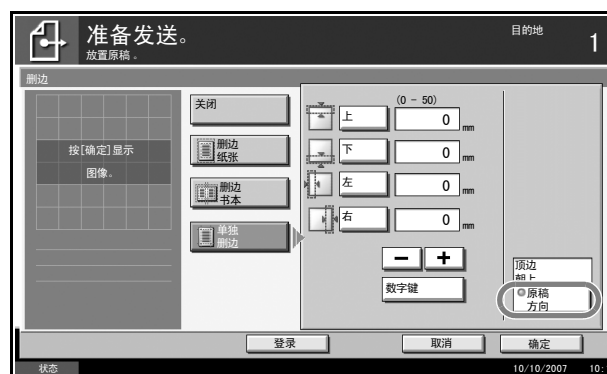 准备发送。
放置原稿。
目的地
1
删边
按[确定]显示
图像。
关闭
删边
纸张
删边
书本
单独
删边
(0 - 50)
上
0 mm
下
0 mm
左
0 mm
右
0 mm
− +
数字键
顶边
朝上
原稿
方向
登录
取消
确定
状态
10/10/2007 10: